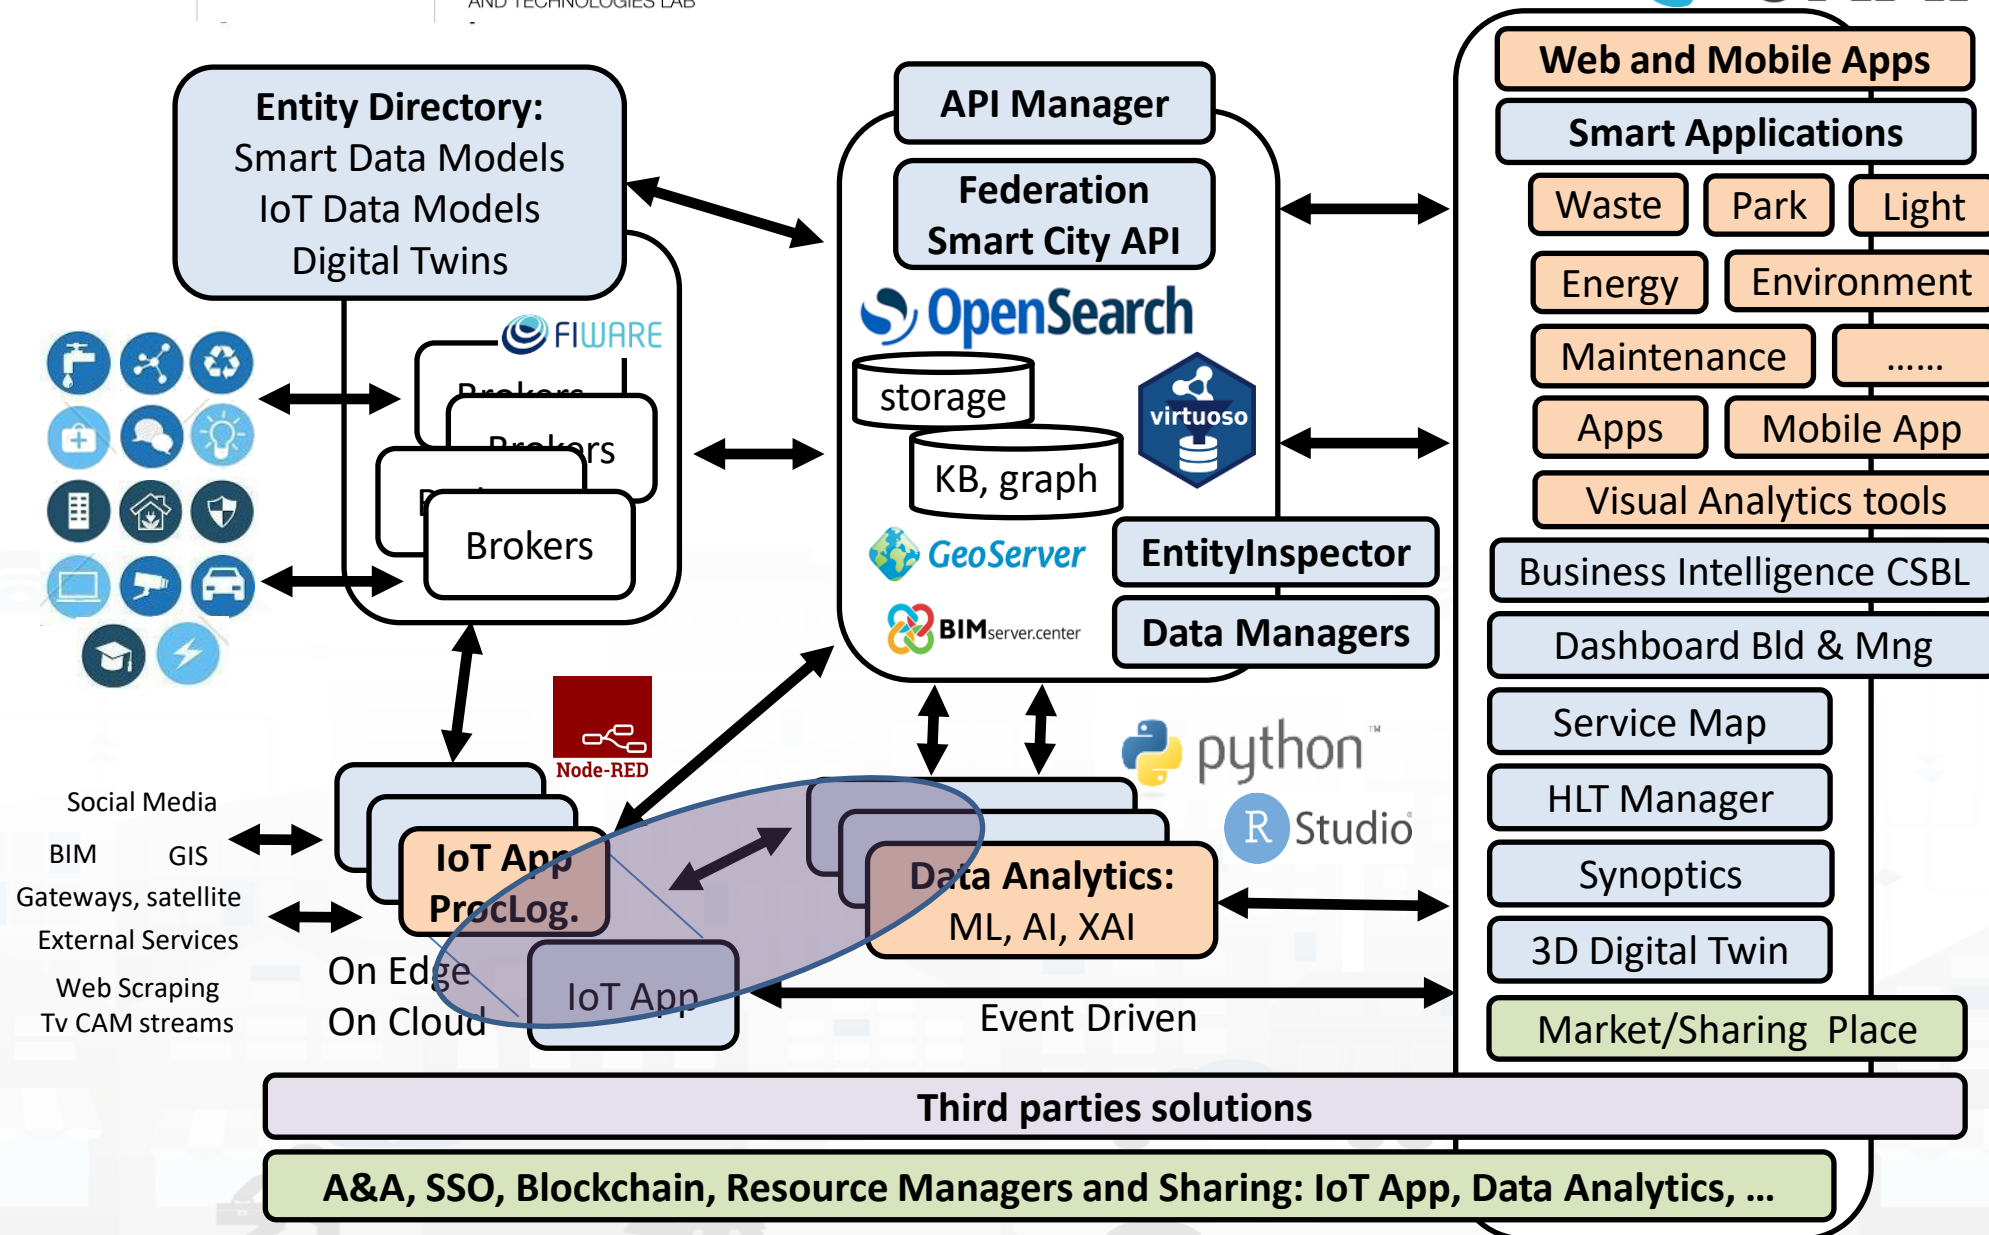 AND TECHNOLOGIES LAB
Entity Directory:
Smart Data Models
IoT Data Models
Digital Twins
FIWARE
Brokers
Brokers
Brokers
API Manager
Federation
Smart City API
OpenSearch
storage
virtuoso
KB, graph
GeoServer
EntityInspector
BIMserver.center
Data Managers
Web and Mobile Apps
Smart Applications
Waste
Park
Light
Energy
Environment
Maintenance
......
Apps
Mobile App
Visual Analytics tools
Business Intelligence CSBL
Dashboard Bld & Mng
Service Map
HLT Manager
Synoptics
3D Digital Twin
Market/Sharing Place
Node-RED
python™
R Studio
Social Media
BIM GIS
Gateways, satellite
External Services
Web Scraping
Tv CAM streams
IoT App
ProcLog.
On Edge
On Cloud
IoT App
Data Analytics:
ML, AI, XAI
Event Driven
Third parties solutions
A&A, SSO, Blockchain, Resource Managers and Sharing: IoT App, Data Analytics, ...